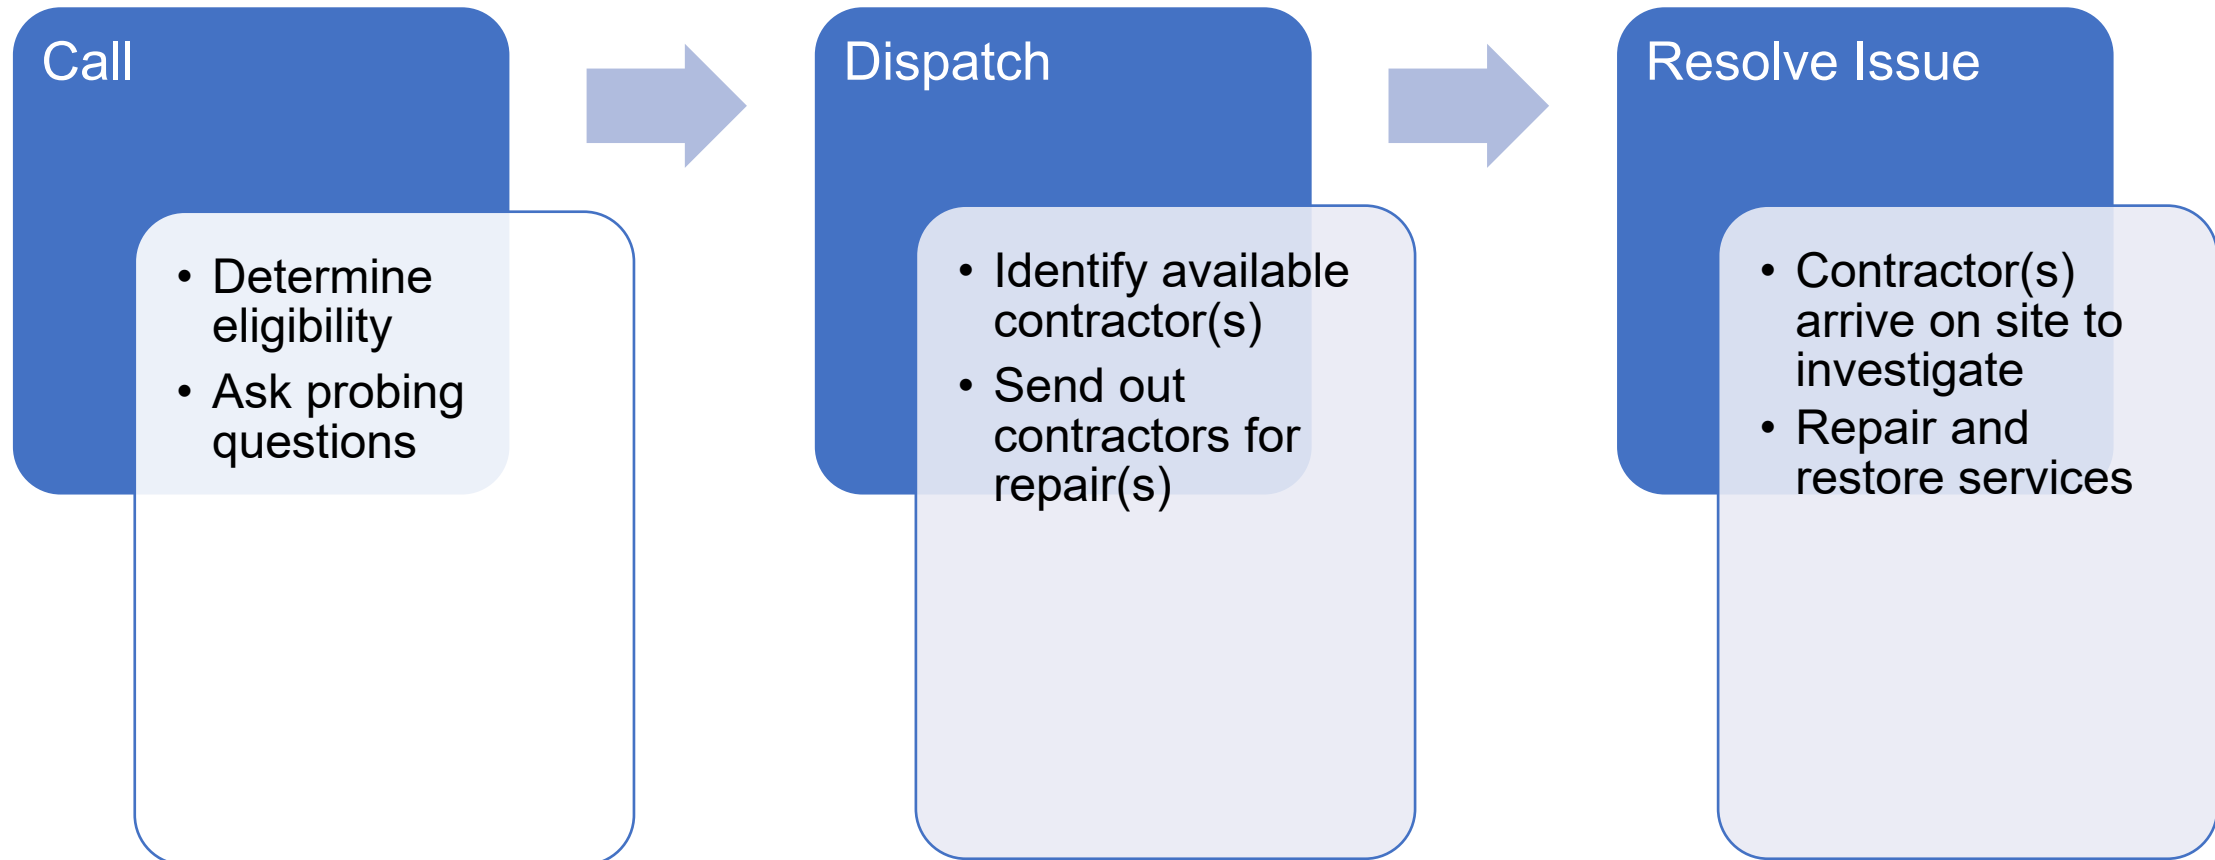 Call
• Determine
eligibility
• Ask probing
questions
Dispatch
• Identify available
contractor(s)
• Send out
contractors for
repair(s)
Resolve Issue
• Contractor(s)
arrive on site to
investigate
• Repair and
restore services